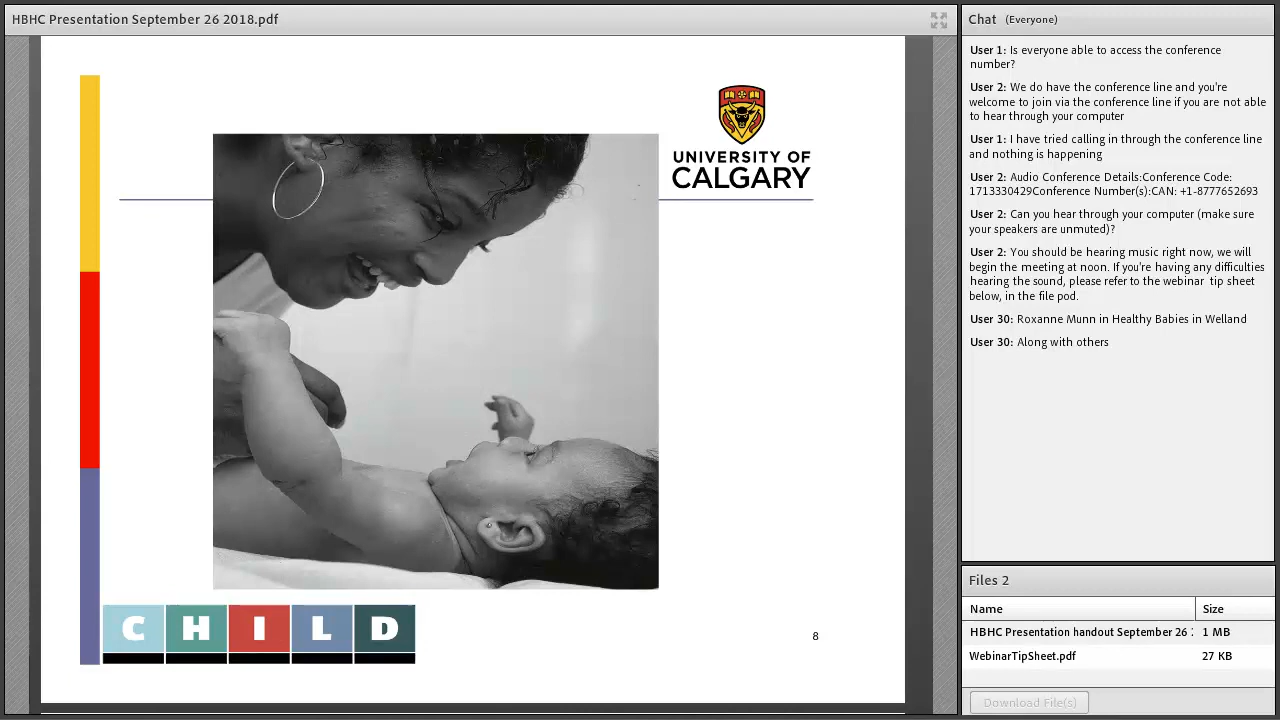 HBHC Presentation September 26 2018.pdf
UNIVERSITY OF
CALGARY
C H I L D
8
Chat (Everyone)
User 1: Is everyone able to access the conference
number?
User 2: We do have the conference line and you're
welcome to join via the conference line if you are not able
to hear through your computer
User 1: I have tried calling in through the conference line
and nothing is happening
User 2: Audio Conference Details:Conference Code:
1713330429Conference Number(s):CAN: +1-8777652693
User 2: Can you hear through your computer (make sure
your speakers are unmuted)?
User 2: You should be hearing music right now, we will
begin the meeting at noon. If you're having any difficulties
hearing the sound, please refer to the webinar tip sheet
below, in the file pod.
User 30: Roxanne Munn in Healthy Babies in Welland
User 30: Along with others
Files 2
Name Size
HBHC Presentation handout September 26 1 MB
WebinarTipSheet.pdf 27 KB
Download File(s)